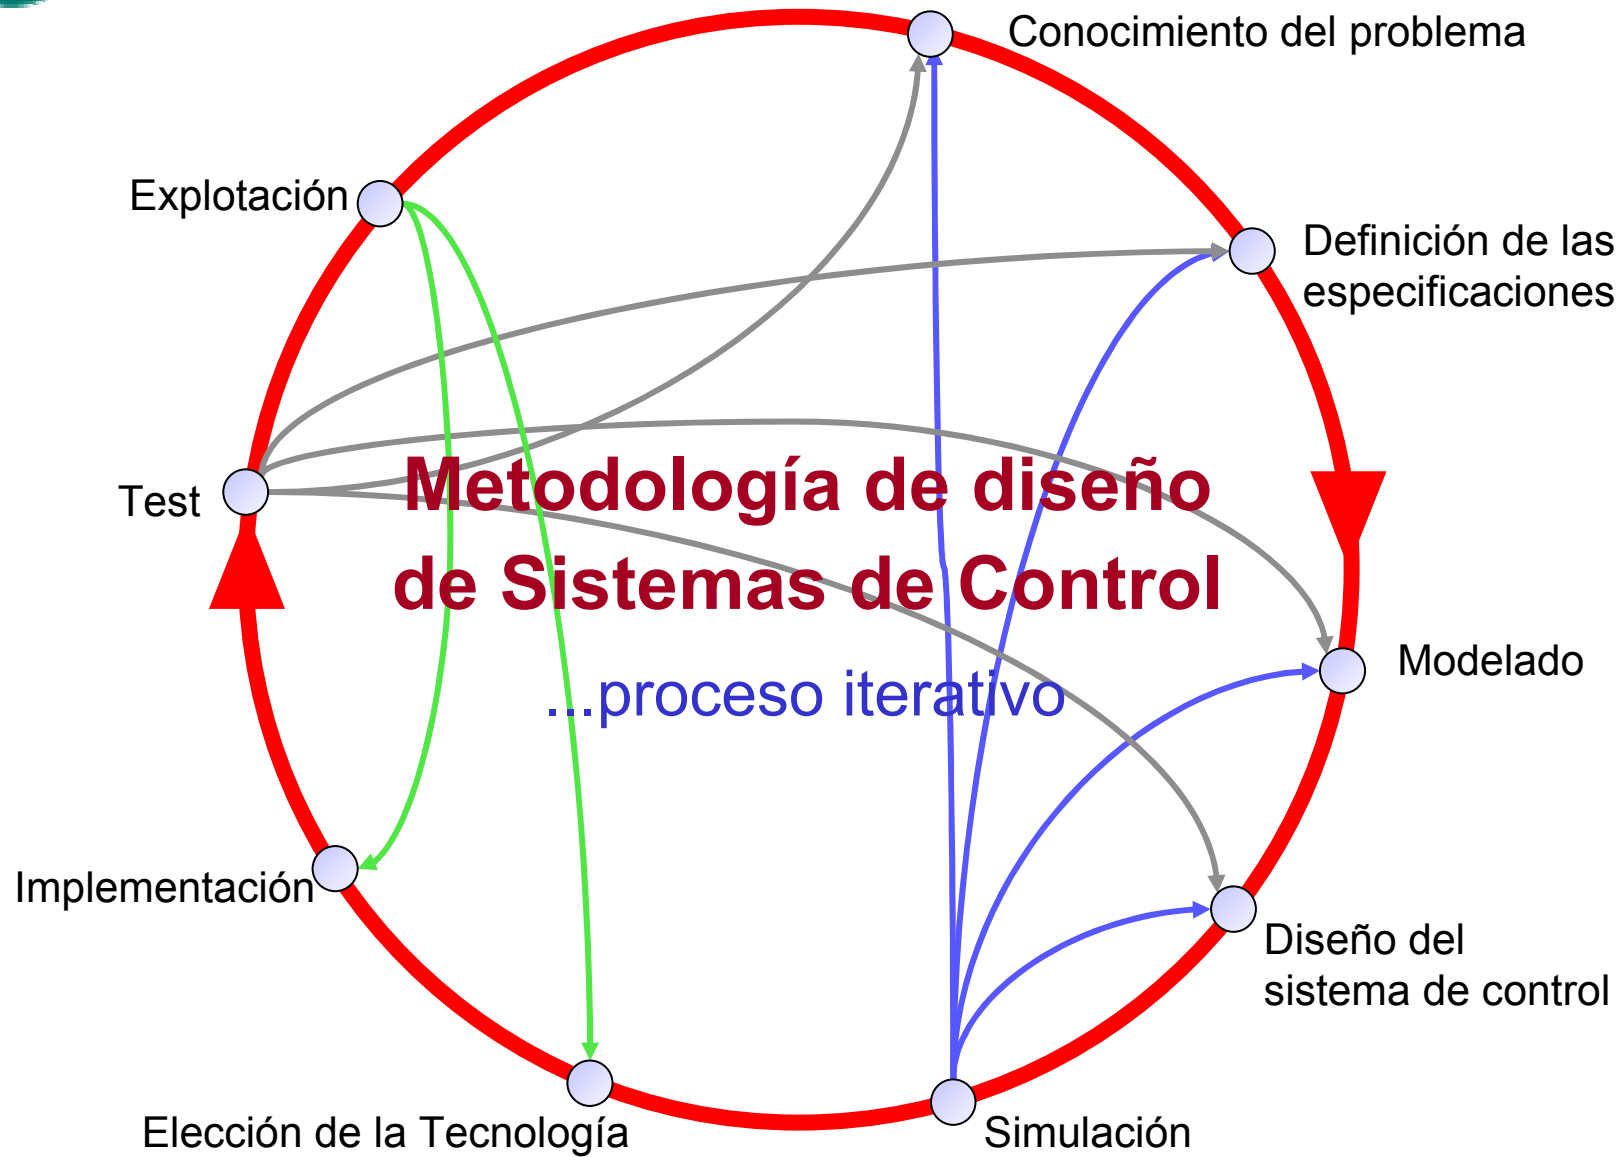 Conocimiento del problema
Explotación
Definición de las
especificaciones
Test
Metodología de diseño
de Sistemas de Control
...proceso iterativo
Modelado
Implementación
Diseño del
sistema de control
Elección de la Tecnología
Simulación